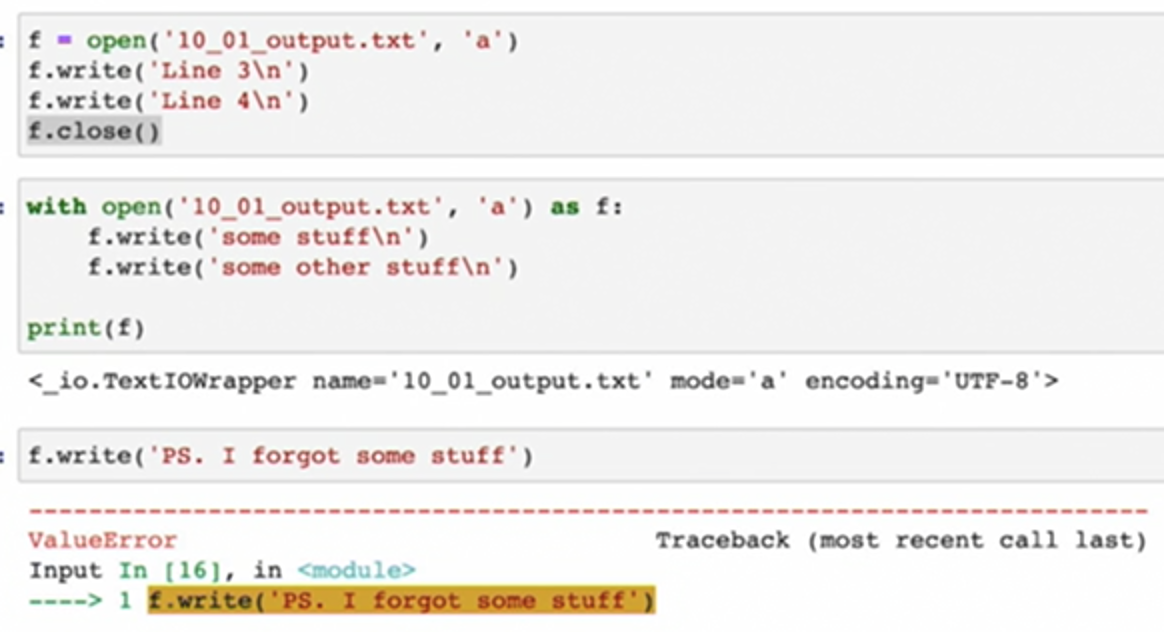 : f = open('10_01_output.txt', 'a')
f.write('Line 3\n')
f.write('Line 4\n')
f.close()
: with open('10_01_output.txt', 'a') as f:
    f.write('some stuff\n')
    f.write('some other stuff\n')
print(f)
<_io.TextIOWrapper name='10_01_output.txt' mode='a' encoding='UTF-8'>
: f.write('PS. I forgot some stuff')
---------------------------------------------------------------------------
ValueError                                Traceback (most recent call last)
Input In [16], in <module>
----> 1 f.write('PS. I forgot some stuff')